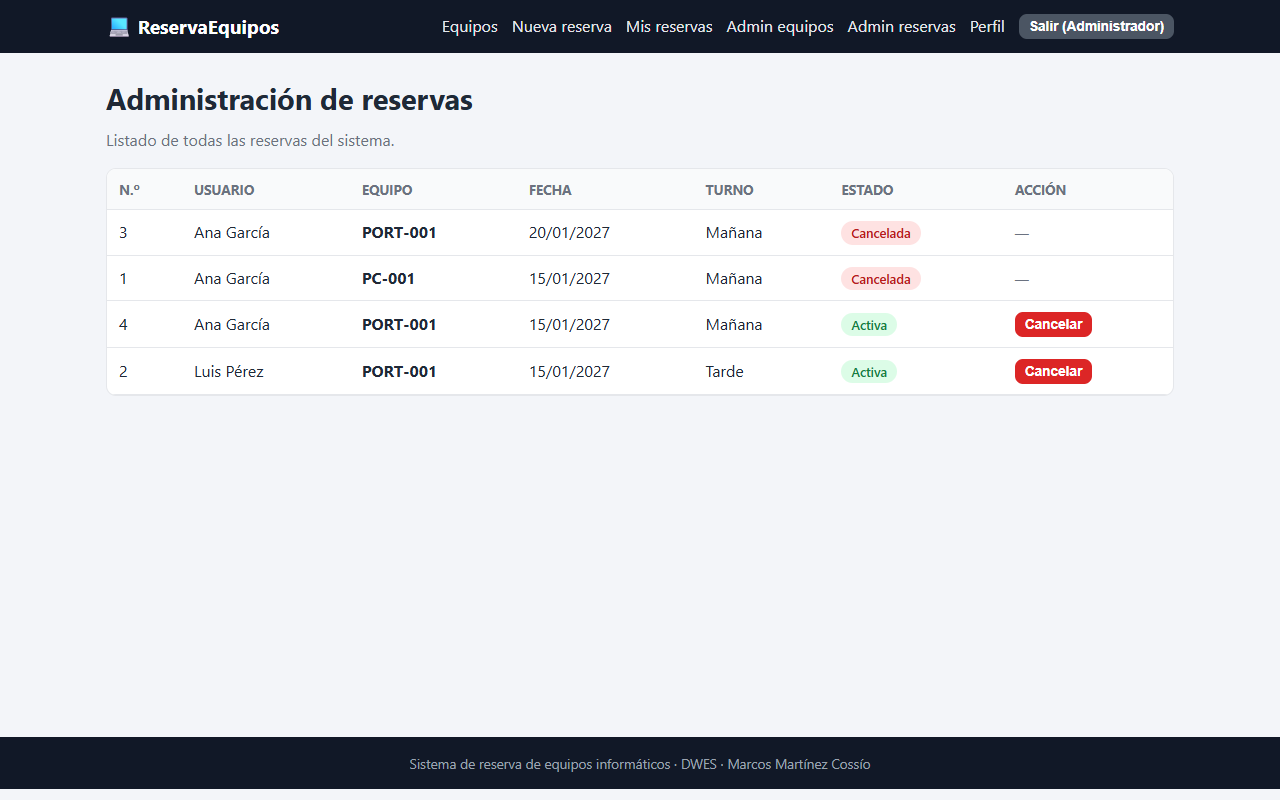 ReservaEquipos Equipos Nueva reserva Mis reservas Admin equipos Admin reservas Perfil Salir (Administrador)
Administración de reservas
Listado de todas las reservas del sistema.
N.º USUARIO EQUIPO FECHA TURNO ESTADO ACCIÓN
3 Ana García PORT-001 20/01/2027 Mañana Cancelada —
1 Ana García PC-001 15/01/2027 Mañana Cancelada —
4 Ana García PORT-001 15/01/2027 Mañana Activa Cancelar
2 Luis Pérez PORT-001 15/01/2027 Tarde Activa Cancelar
Sistema de reserva de equipos informáticos · DWES · Marcos Martínez Cossío